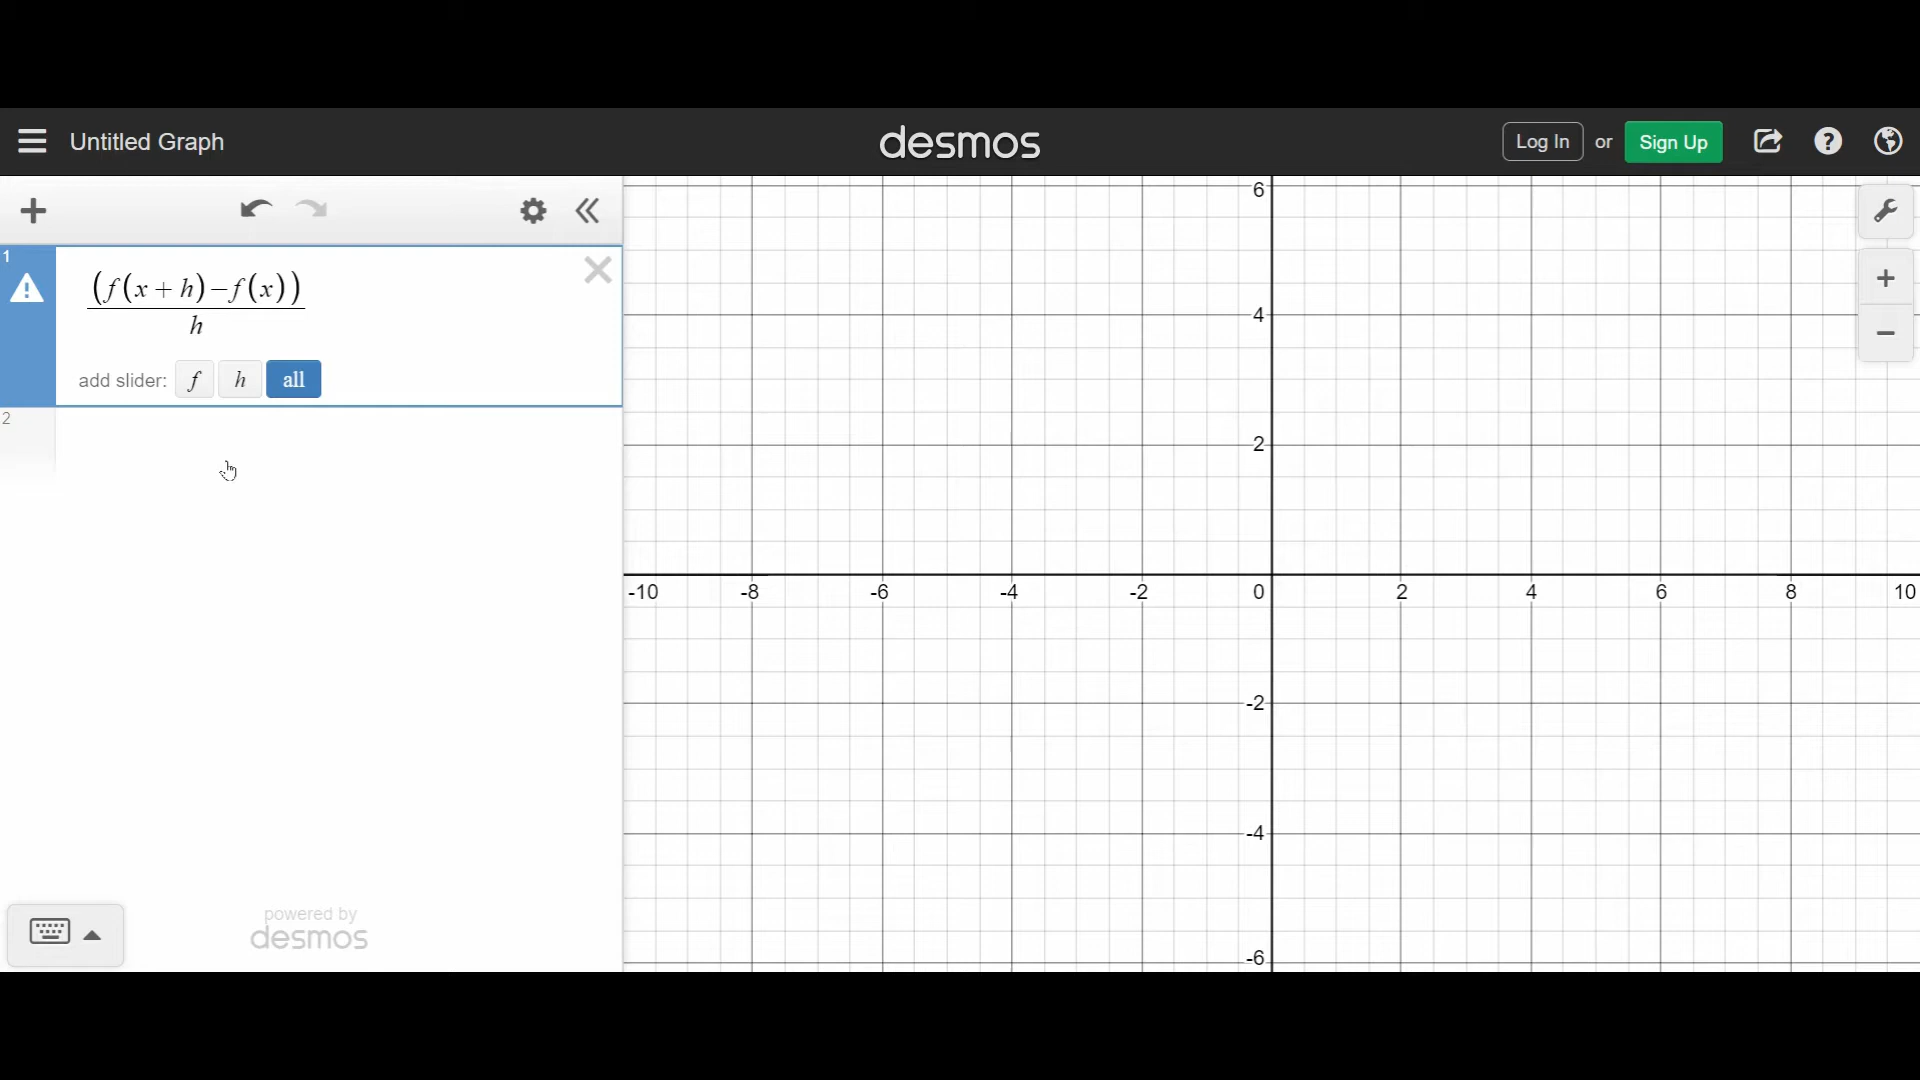 Untitled Graph
desmos
Log In or Sign Up
1
(f(x+h)−f(x))
h
add slider: f h all
2
powered by
desmos
6
4
2
-10 -8 -6 -4 -2 0 2 4 6 8 10
-2
-4
-6